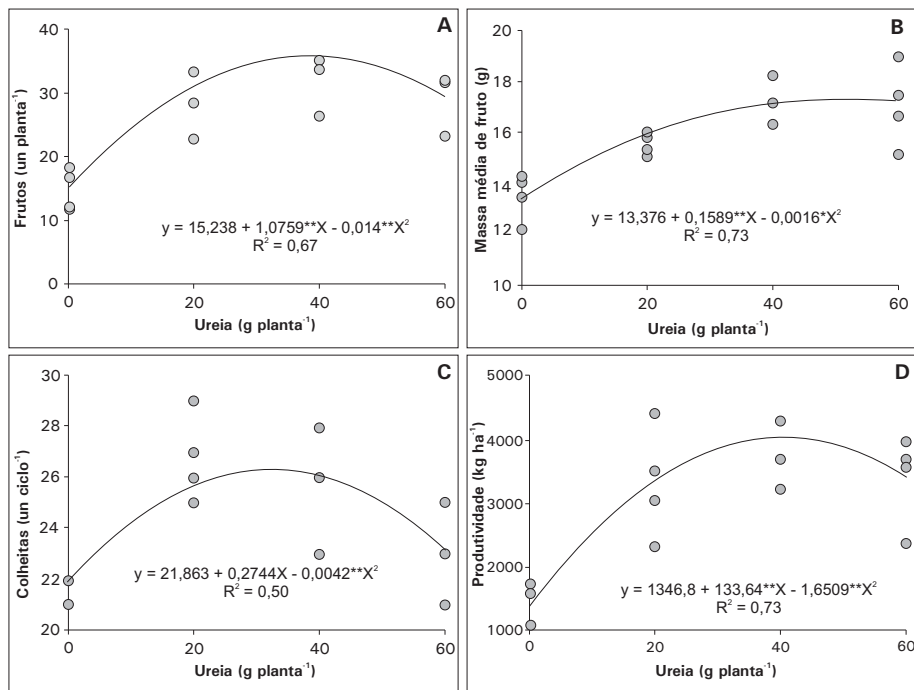 A
Frutos (un planta⁻¹)
40
30
20
10
0
y = 15,238 + 1,0759**X - 0,014**X²
R² = 0,67
0 20 40 60
Ureia (g planta⁻¹)
B
Massa média de fruto (g)
20
18
16
14
12
10
y = 13,376 + 0,1589**X - 0,0016*X²
R² = 0,73
0 20 40 60
Ureia (g planta⁻¹)
C
Colheitas (un ciclo⁻¹)
30
28
26
24
22
20
y = 21,863 + 0,2744X - 0,0042**X²
R² = 0,50
0 20 40 60
Ureia (g planta⁻¹)
D
Produtividade (kg ha⁻¹)
5000
4000
3000
2000
1000
y = 1346,8 + 133,64**X - 1,6509**X²
R² = 0,73
0 20 40 60
Ureia (g planta⁻¹)